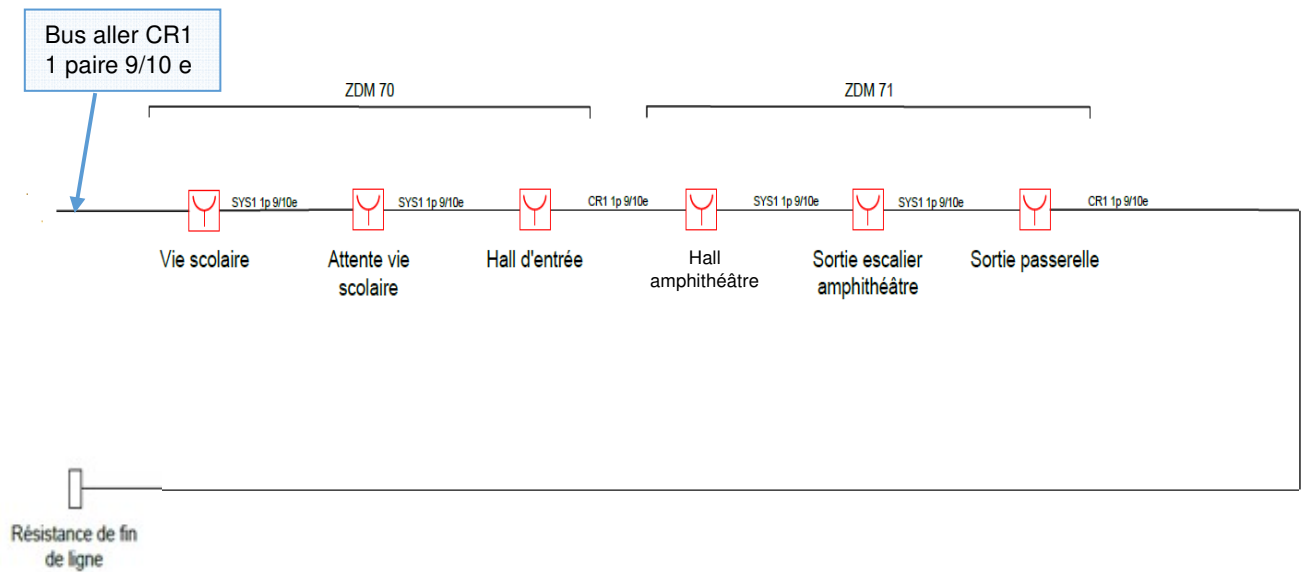 Bus aller CR1
1 paire 9/10 e
ZDM 70
ZDM 71
SYS1 1p 9/10e
SYS1 1p 9/10e
CR1 1p 9/10e
SYS1 1p 9/10e
SYS1 1p 9/10e
CR1 1p 9/10e
Vie scolaire
Attente vie
scolaire
Hall d'entrée
Hall
amphithéâtre
Sortie escalier
amphithéâtre
Sortie passerelle
Résistance de fin
de ligne